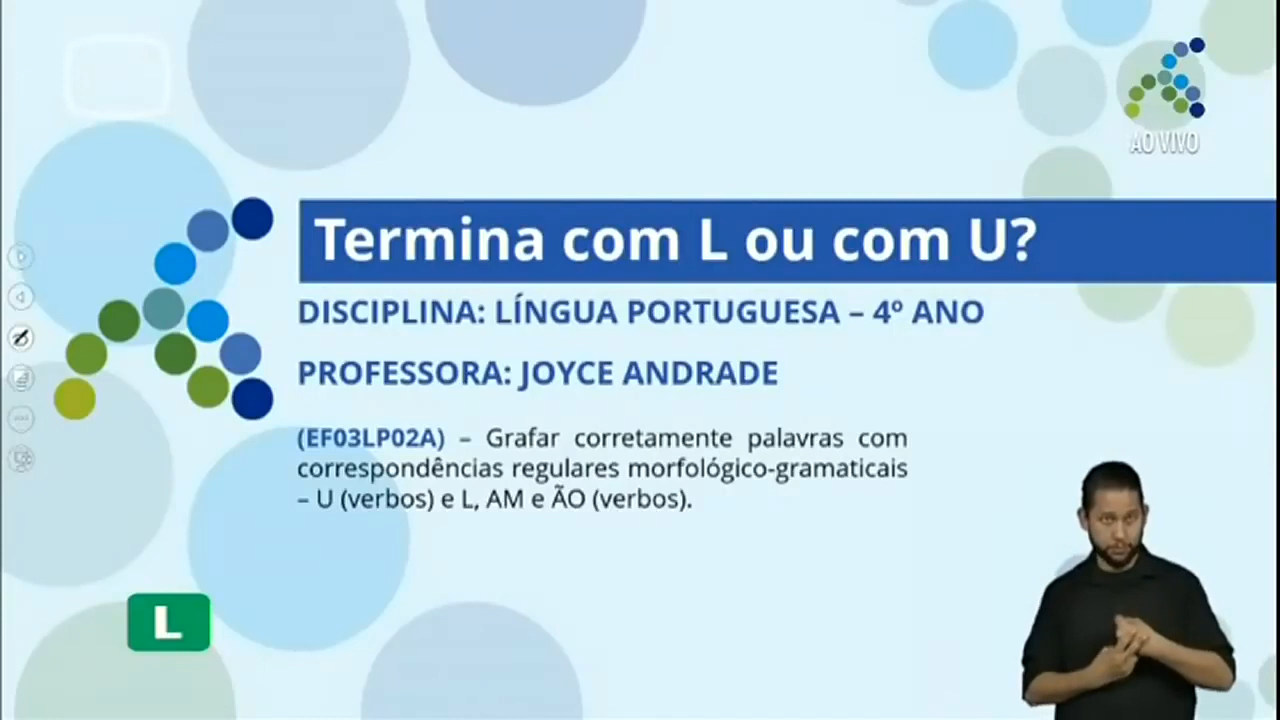 AO VIVO
Termina com L ou com U?
DISCIPLINA: LÍNGUA PORTUGUESA – 4º ANO
PROFESSORA: JOYCE ANDRADE
(EF03LP02A) – Grafar corretamente palavras com
correspondências regulares morfológico-gramaticais
– U (verbos) e L, AM e ÃO (verbos).
L